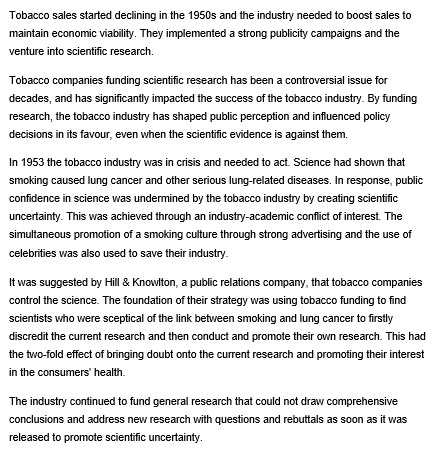 Tobacco sales started declining in the 1950s and the industry needed to boost sales to
maintain economic viability. They implemented a strong publicity campaigns and the
venture into scientific research.
Tobacco companies funding scientific research has been a controversial issue for
decades, and has significantly impacted the success of the tobacco industry. By funding
research, the tobacco industry has shaped public perception and influenced policy
decisions in its favour, even when the scientific evidence is against them.
In 1953 the tobacco industry was in crisis and needed to act. Science had shown that
smoking caused lung cancer and other serious lung-related diseases. In response, public
confidence in science was undermined by the tobacco industry by creating scientific
uncertainty. This was achieved through an industry-academic conflict of interest. The
simultaneous promotion of a smoking culture through strong advertising and the use of
celebrities was also used to save their industry.
It was suggested by Hill & Knowlton, a public relations company, that tobacco companies
control the science. The foundation of their strategy was using tobacco funding to find
scientists who were sceptical of the link between smoking and lung cancer to firstly
discredit the current research and then conduct and promote their own research. This had
the two-fold effect of bringing doubt onto the current research and promoting their interest
in the consumers' health.
The industry continued to fund general research that could not draw comprehensive
conclusions and address new research with questions and rebuttals as soon as it was
released to promote scientific uncertainty.